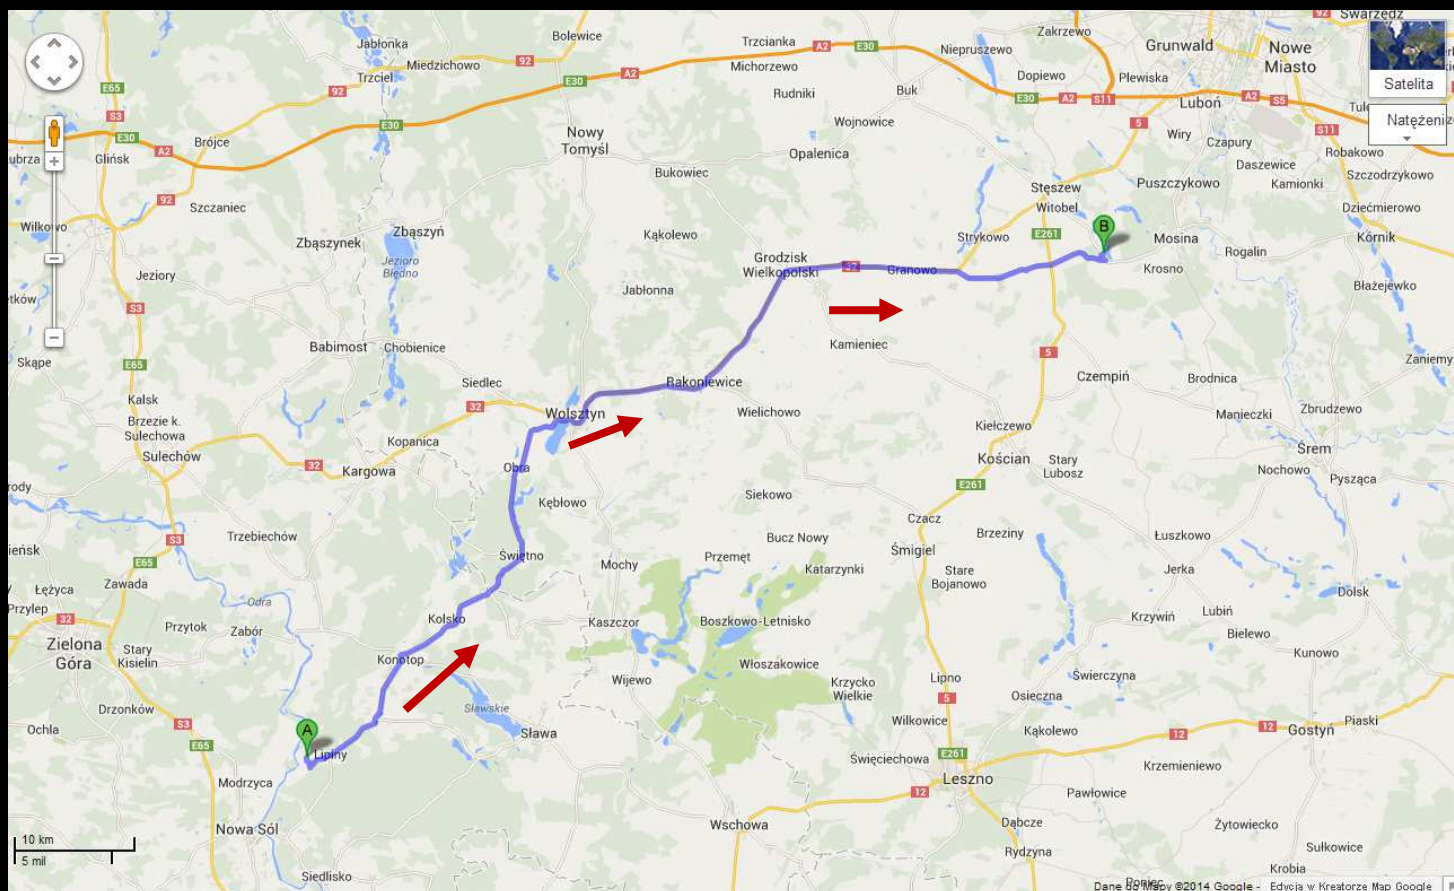 Swarzędz
92
Bolewice
Zakrzewo
Jabłonka
Trzcianka
A2
Grunwald
Nowe
Miasto
Miedzichowo
92
Michorzewo
Niepruszewo
Trzciel
E30
A2
Dopiewo
Plewiska
E65
92
Rudniki
Buk
Satelita
S3
E30
A2
S11
Luboń
A2
S5
E30
5
Natężeni
Nowy
Tomyśl
Wojnowice
Wiry
S11
E30
Brójce
Czapury
A2
Glińsk
Opalenica
Daszewice
Robakowo
Bukowiec
Stęszew
Puszczykowo
Kamionki
Szczodrzykowo
92
Szczaniec
Witobel
Dziećmierowo
Wilkowo
Zbąszyń
Kąkolewo
E261
B
Zbąszynek
Strykowo
Mosina
Kórnik
Jezioro
Błędno
Grodzisk
Wielkopolski
Rogalin
Jeziory
32
Granowo
Krosno
Jabłonna
Błażejewko
S3
Babimost
Chobienice
Kamieniec
5
Skąpe
E65
Zaniemy
Siedlec
Rakoniewice
Czempiń
Brodnica
Kalsk
32
Wolsztyn
Wielichowo
Manieczki
Zbrudzewo
Brzezie k.
Sulechowa
Kopanica
Kiełczewo
Sulechów
32
Kargowa
Obra
Kościan
Stary
Lubosz
Śrem
Nochowo
Pysząca
E261
Siekowo
Kębłowo
Czacz
S3
Trzebiechów
Bucz Nowy
Brzeziny
Łuszkowo
Świętno
Przemęt
Śmigiel
E65
Mochy
Katarzynki
Stare
Bojanowo
Jerka
Zawada
Łężyca
Dolsk
Przylep
Odra
32
Kolsko
Kaszczor
Boszkowo-Letnisko
Krzywiń
Lubiń
Przytok
Zabór
Bielewo
Zielona
Góra
Stary
Kisielin
Konotop
Włoszakowice
Kunowo
Wijewo
Krzycko
Wielkie
Lipno
Świerczyna
Drzonków
Sławskie
5
Osieczna
Wilkowice
Ochla
S3
A
Sława
Kąkolewo
12
12
Piaski
Gostyń
E65
Lipiny
Święciechowa
E261
Modrzyca
Leszno
Krzemieniewo
12
Pawłowice
Nowa Sól
Wschowa
Dąbcze
Żytowiecko
10 km
5 mil
Sułkowo
Rydzyna
Siedlisko
Krobia
Poniec
Dane do Mapy ©2014 Google - Edycja w Kreatorze Map Google